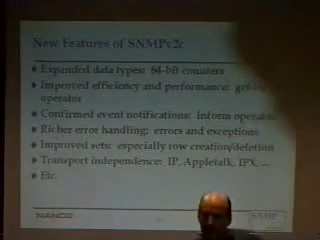 New Features of SNMPv2c
Expanded data types: 64-bit counters
Improved efficiency and performance: get-
operator
Confirmed event notifications: inform operator
Richer error handling: errors and exceptions
Improved sets: especially row creation/deletion
Transport independence: IP, Appletalk, IPX, ...
Etc.
NANOG
SNMP